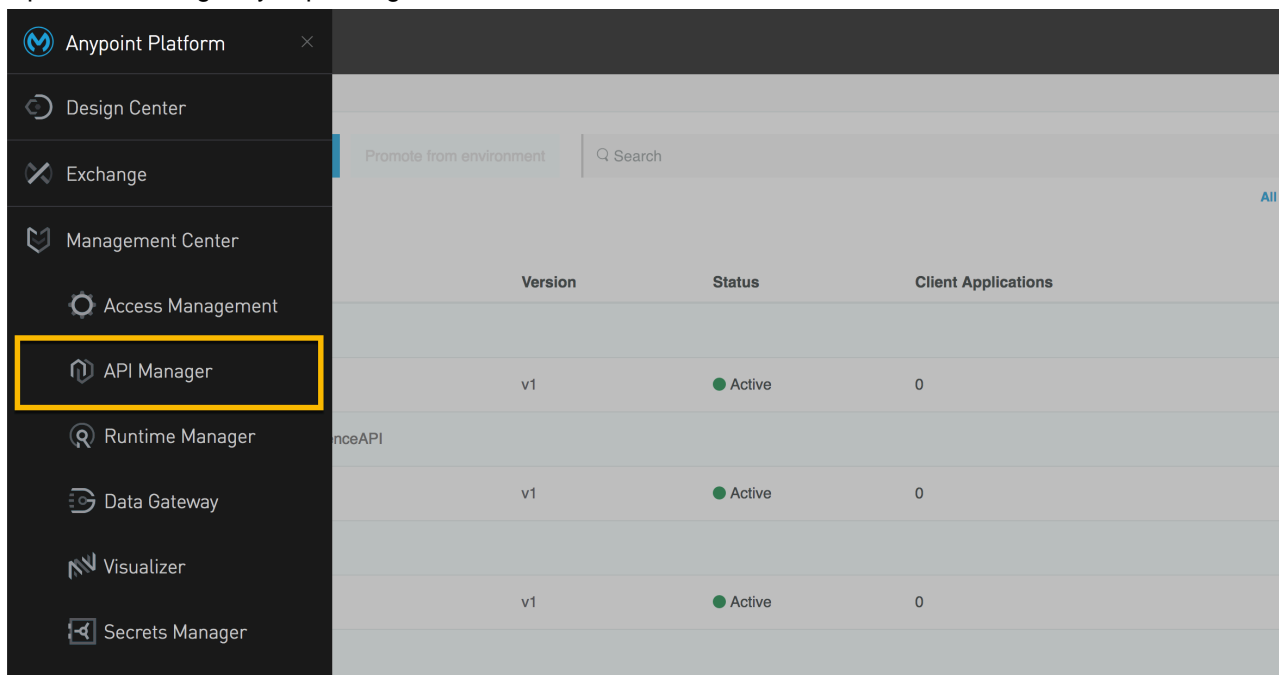 Anypoint Platform
Design Center
Exchange
Management Center
Access Management
API Manager
Runtime Manager
Data Gateway
Visualizer
Secrets Manager
Promote from environment
Search
All
Version Status Client Applications
v1 Active 0
nceAPI
v1 Active 0
v1 Active 0